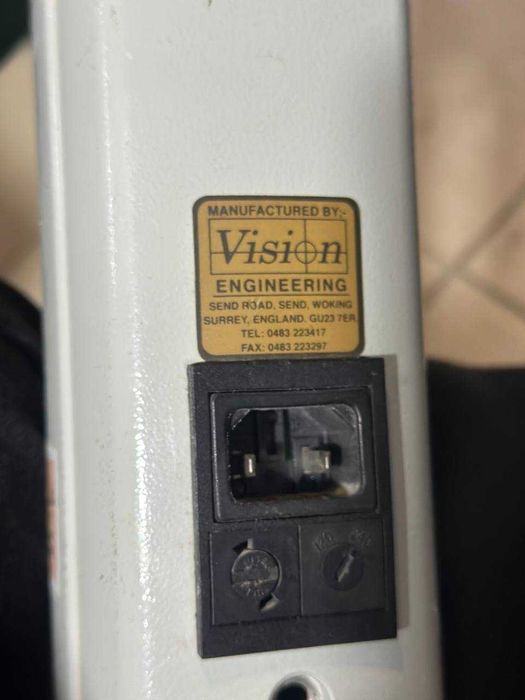 MANUFACTURED BY:-
Vision
ENGINEERING
SEND ROAD, SEND, WOKING
SURREY, ENGLAND. GU23 7ER
TEL: 0483 223417
FAX: 0483 223297